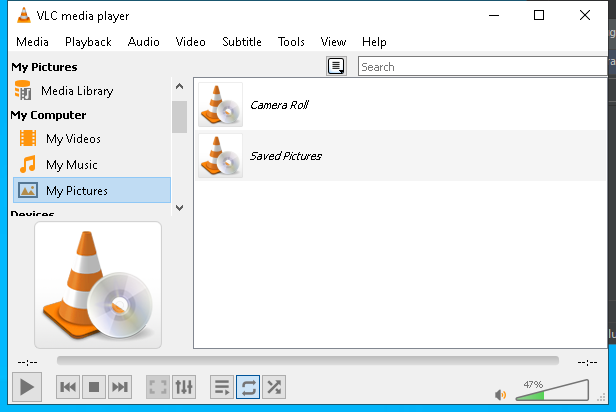 VLC media player
Media Playback Audio Video Subtitle Tools View Help
My Pictures
Search
Media Library
My Computer
My Videos
My Music
My Pictures
Devices
Camera Roll
Saved Pictures
--:-- --:--
47%